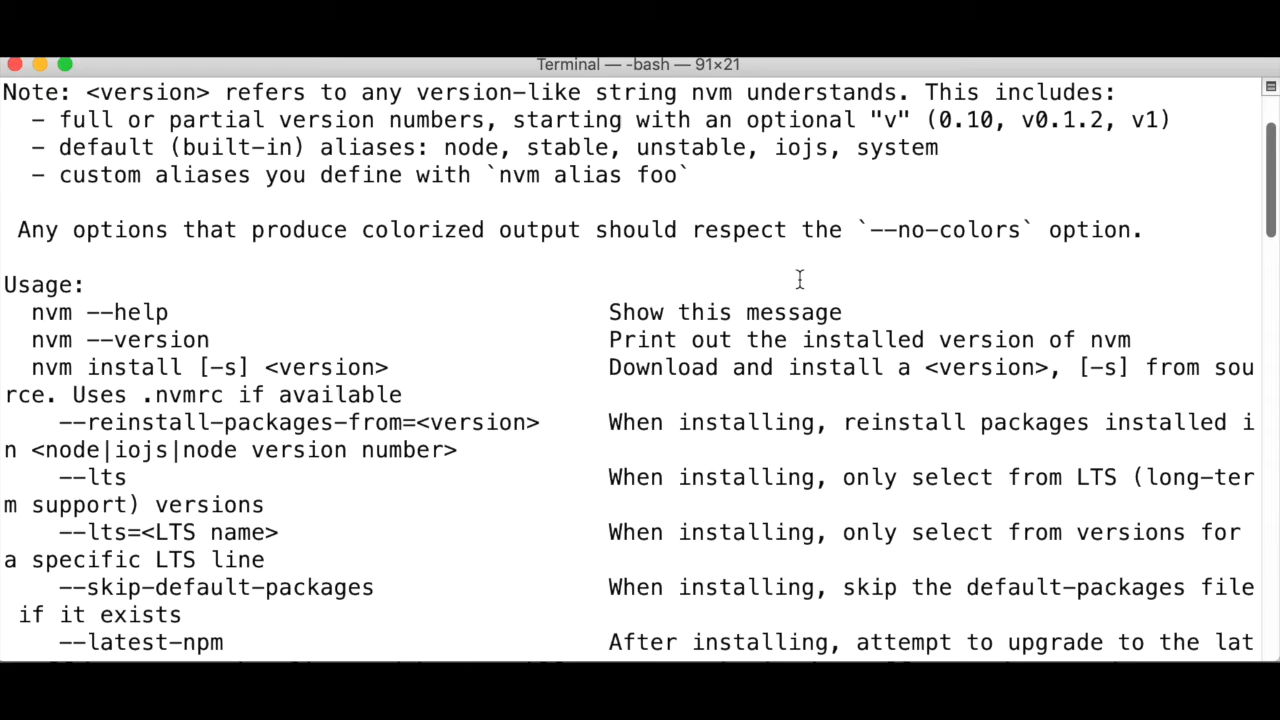 Terminal — -bash — 91×21
Note: <version> refers to any version-like string nvm understands. This includes:
  - full or partial version numbers, starting with an optional "v" (0.10, v0.1.2, v1)
  - default (built-in) aliases: node, stable, unstable, iojs, system
  - custom aliases you define with `nvm alias foo`
 Any options that produce colorized output should respect the `--no-colors` option.
Usage:
  nvm --help                                Show this message
  nvm --version                             Print out the installed version of nvm
  nvm install [-s] <version>                Download and install a <version>, [-s] from sou
rce. Uses .nvmrc if available
    --reinstall-packages-from=<version>     When installing, reinstall packages installed i
n <node|iojs|node version number>
    --lts                                   When installing, only select from LTS (long-ter
m support) versions
    --lts=<LTS name>                        When installing, only select from versions for
a specific LTS line
    --skip-default-packages                 When installing, skip the default-packages file
 if it exists
    --latest-npm                            After installing, attempt to upgrade to the lat